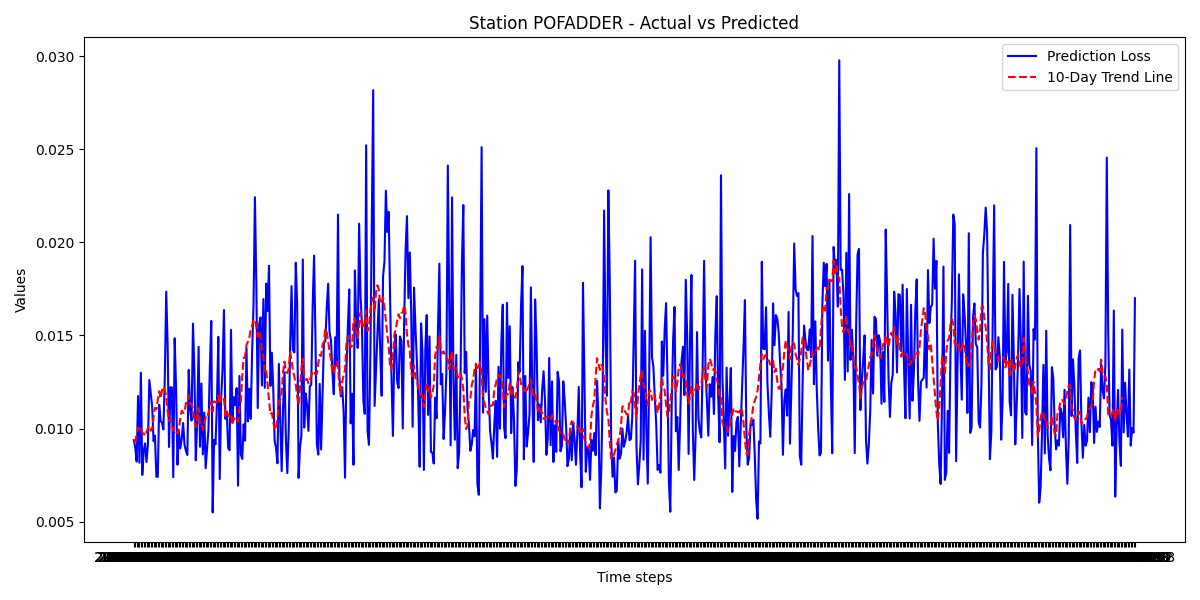 Station POFADDER - Actual vs Predicted
Prediction Loss
10-Day Trend Line
0.030
0.025
0.020
0.015
0.010
0.005
Values
Time steps